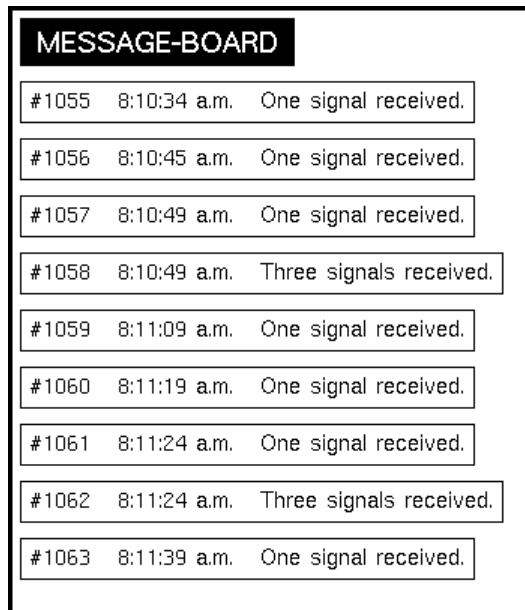 MESSAGE-BOARD
#1055 8:10:34 a.m. One signal received.
#1056 8:10:45 a.m. One signal received.
#1057 8:10:49 a.m. One signal received.
#1058 8:10:49 a.m. Three signals received.
#1059 8:11:09 a.m. One signal received.
#1060 8:11:19 a.m. One signal received.
#1061 8:11:24 a.m. One signal received.
#1062 8:11:24 a.m. Three signals received.
#1063 8:11:39 a.m. One signal received.